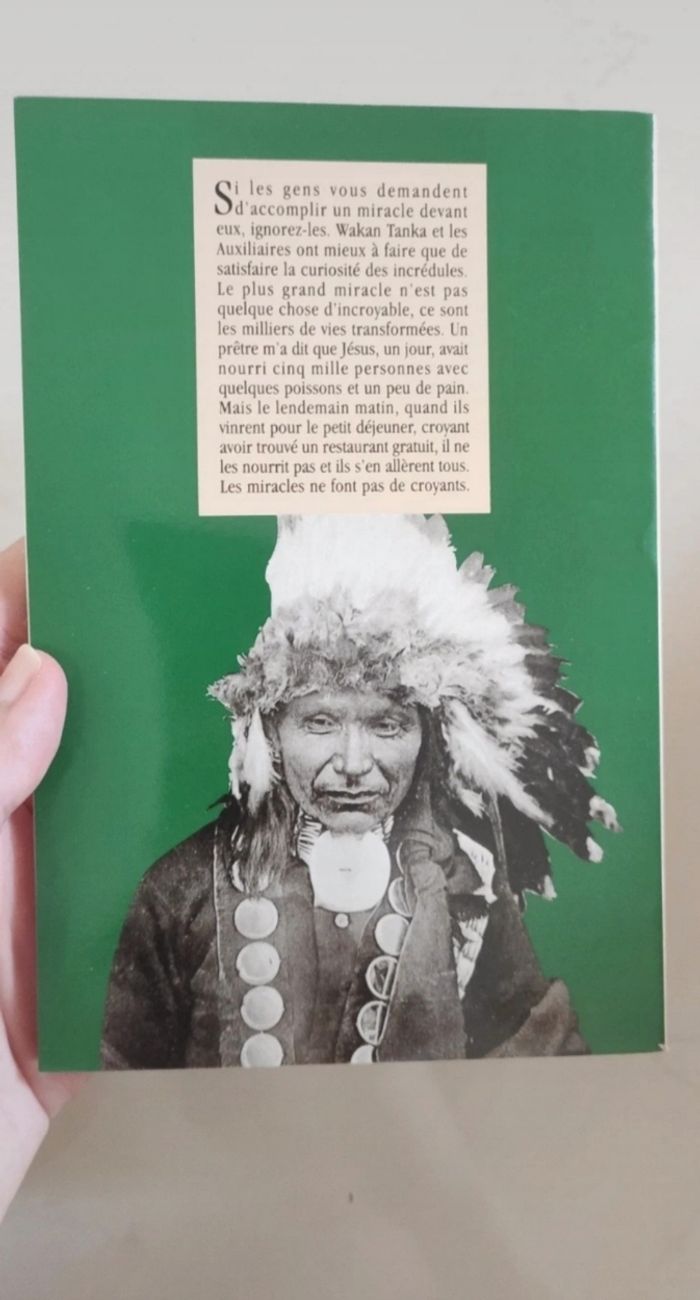 Si les gens vous demandent
d'accomplir un miracle devant
eux, ignorez-les. Wakan Tanka et les
Auxiliaires ont mieux à faire que de
satisfaire la curiosité des incrédules.
Le plus grand miracle n'est pas
quelque chose d'incroyable, ce sont
les milliers de vies transformées. Un
prêtre m'a dit que Jésus, un jour, avait
nourri cinq mille personnes avec
quelques poissons et un peu de pain.
Mais le lendemain matin, quand ils
vinrent pour le petit déjeuner, croyant
avoir trouvé un restaurant gratuit, il ne
les nourrit pas et ils s'en allèrent tous.
Les miracles ne font pas de croyants.